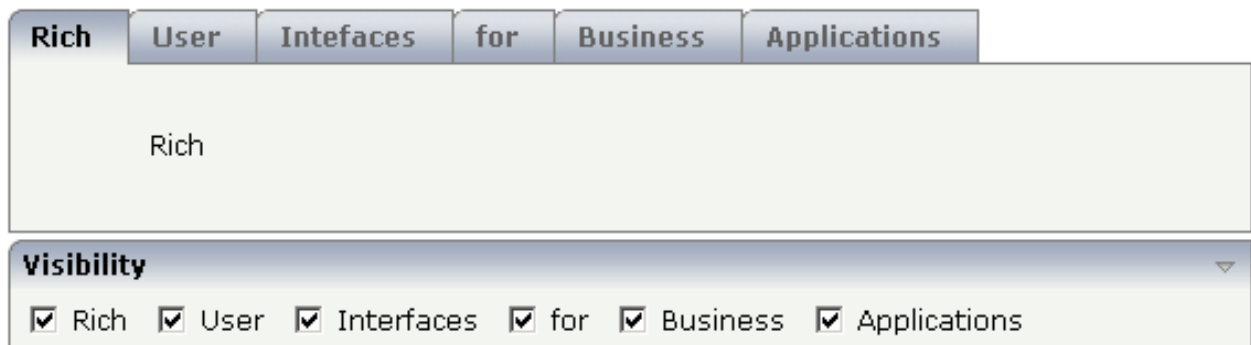 Rich User Intefaces for Business Applications
Rich
Visibility
Rich User Interfaces for Business Applications